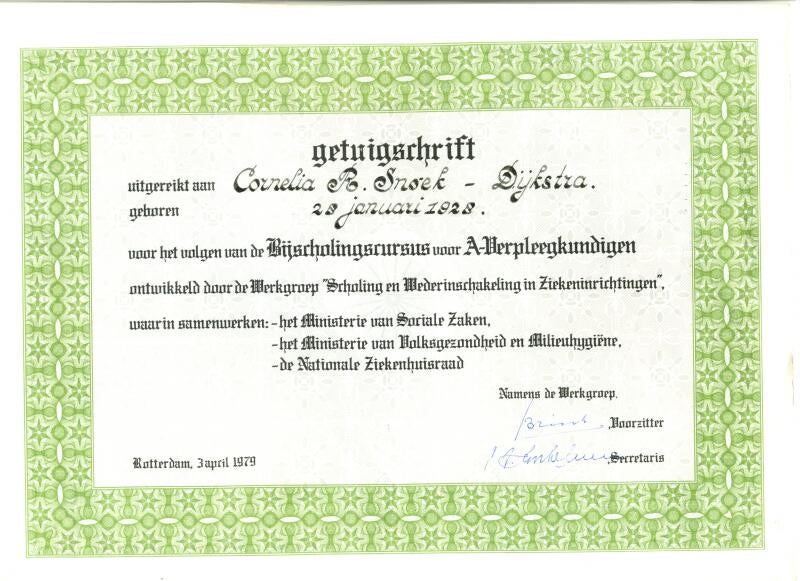 getuigschrift
uitgereikt aan Cornelia R. Snoek - Dijkstra.
geboren 28 januari 1928.
voor het volgen van de Bijscholingscursus voor A-Verpleegkundigen
ontwikkeld door de Werkgroep "Scholing en Wederinschakeling in Ziekeninrichtingen",
waarin samenwerken: -het Ministerie van Sociale Zaken,
-het Ministerie van Volksgezondheid en Milieuhygiëne,
-de Nationale Ziekenhuisraad
Namens de Werkgroep.
,Voorzitter
,Secretaris
Rotterdam, 3 april 1979